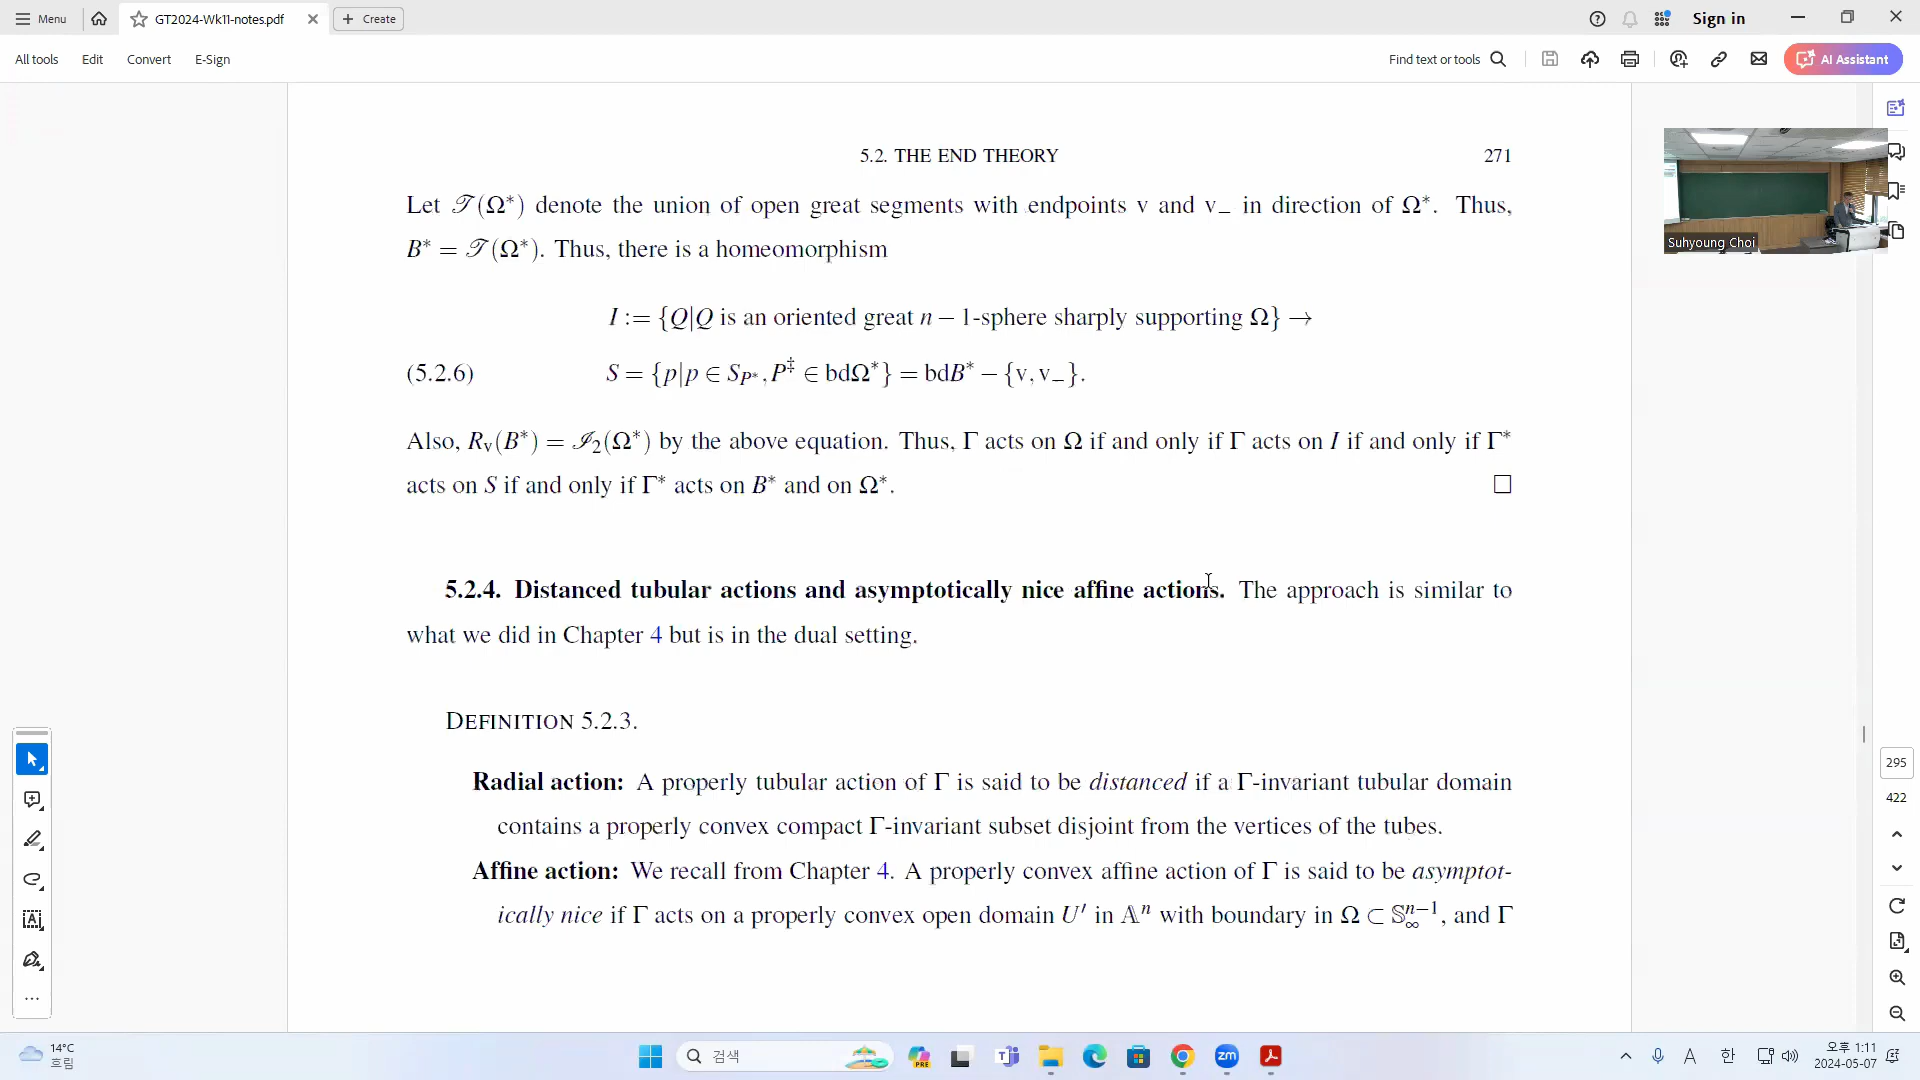 Menu
GT2024-Wk11-notes.pdf
Create
Sign in
All tools Edit Convert E-Sign
Find text or tools
AI Assistant
5.2. THE END THEORY 271
Let 𝒯(Ω*) denote the union of open great segments with endpoints v and v₋ in direction of Ω*. Thus,
B* = 𝒯(Ω*). Thus, there is a homeomorphism
I := {Q|Q is an oriented great n − 1-sphere sharply supporting Ω} →
(5.2.6) S = {p|p ∈ S_{P*}, P^‡ ∈ bdΩ*} = bdB* − {v, v₋}.
Also, R_v(B*) = 𝓘₂(Ω*) by the above equation. Thus, Γ acts on Ω if and only if Γ acts on I if and only if Γ*
acts on S if and only if Γ* acts on B* and on Ω*. □
5.2.4. Distanced tubular actions and asymptotically nice affine actions. The approach is similar to
what we did in Chapter 4 but is in the dual setting.
DEFINITION 5.2.3.
Radial action: A properly tubular action of Γ is said to be distanced if a Γ-invariant tubular domain
contains a properly convex compact Γ-invariant subset disjoint from the vertices of the tubes.
Affine action: We recall from Chapter 4. A properly convex affine action of Γ is said to be asymptot-
ically nice if Γ acts on a properly convex open domain U′ in 𝔸ⁿ with boundary in Ω ⊂ 𝕊_∞^{n−1}, and Γ
Suhyoung Choi
295
422
14°C
흐림
검색
PRE
zm
A
한
오후 1:11
2024-05-07